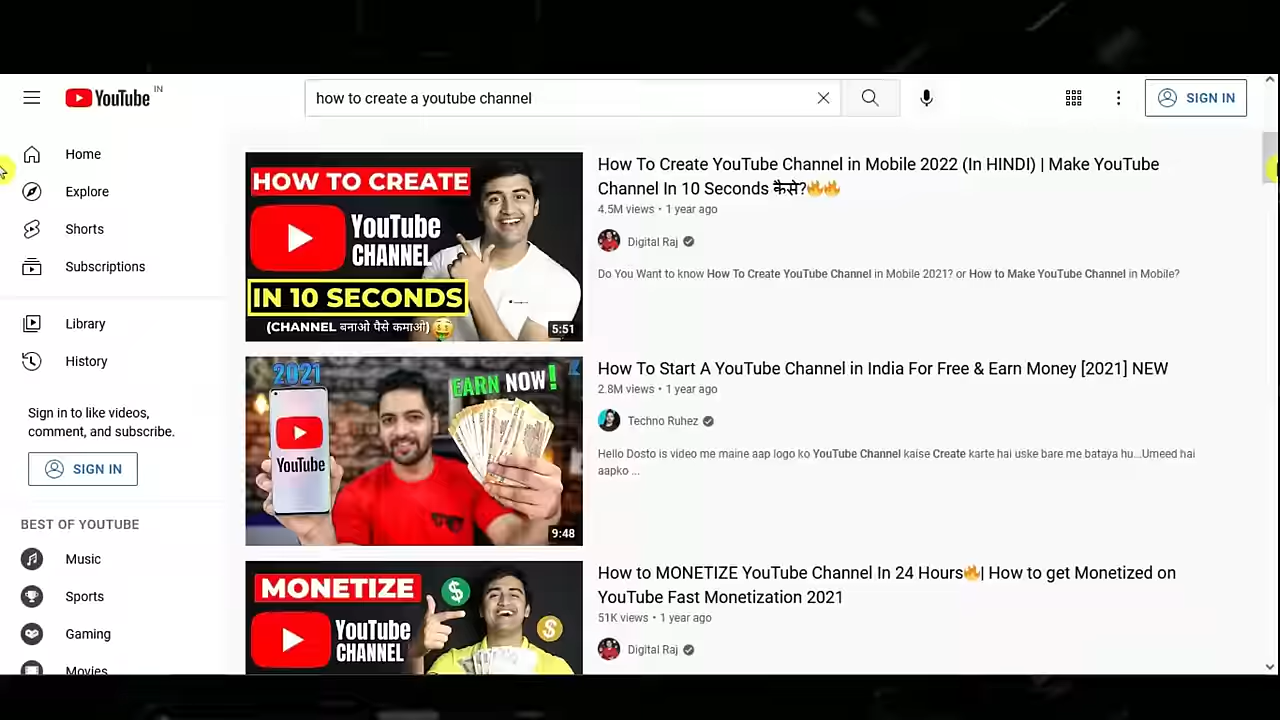 YouTube IN
how to create a youtube channel
SIGN IN
Home
Explore
Shorts
Subscriptions
Library
History
Sign in to like videos,
comment, and subscribe.
SIGN IN
BEST OF YOUTUBE
Music
Sports
Gaming
Movies
HOW TO CREATE
YouTube
CHANNEL
IN 10 SECONDS
(CHANNEL बनाओ पैसे कमाओ)
5:51
How To Create YouTube Channel in Mobile 2022 (In HINDI) | Make YouTube
Channel In 10 Seconds कैसे?🔥🔥
4.5M views • 1 year ago
Digital Raj
Do You Want to know How To Create YouTube Channel in Mobile 2021? or How to Make YouTube Channel in Mobile?
2021
EARN NOW!
YouTube
9:48
How To Start A YouTube Channel in India For Free & Earn Money [2021] NEW
2.8M views • 1 year ago
Techno Ruhez
Hello Dosto is video me maine aap logo ko YouTube Channel kaise Create karte hai uske bare me bataya hu...Umeed hai
aapko ...
MONETIZE
YouTube
CHANNEL
How to MONETIZE YouTube Channel In 24 Hours🔥| How to get Monetized on
YouTube Fast Monetization 2021
51K views • 1 year ago
Digital Raj